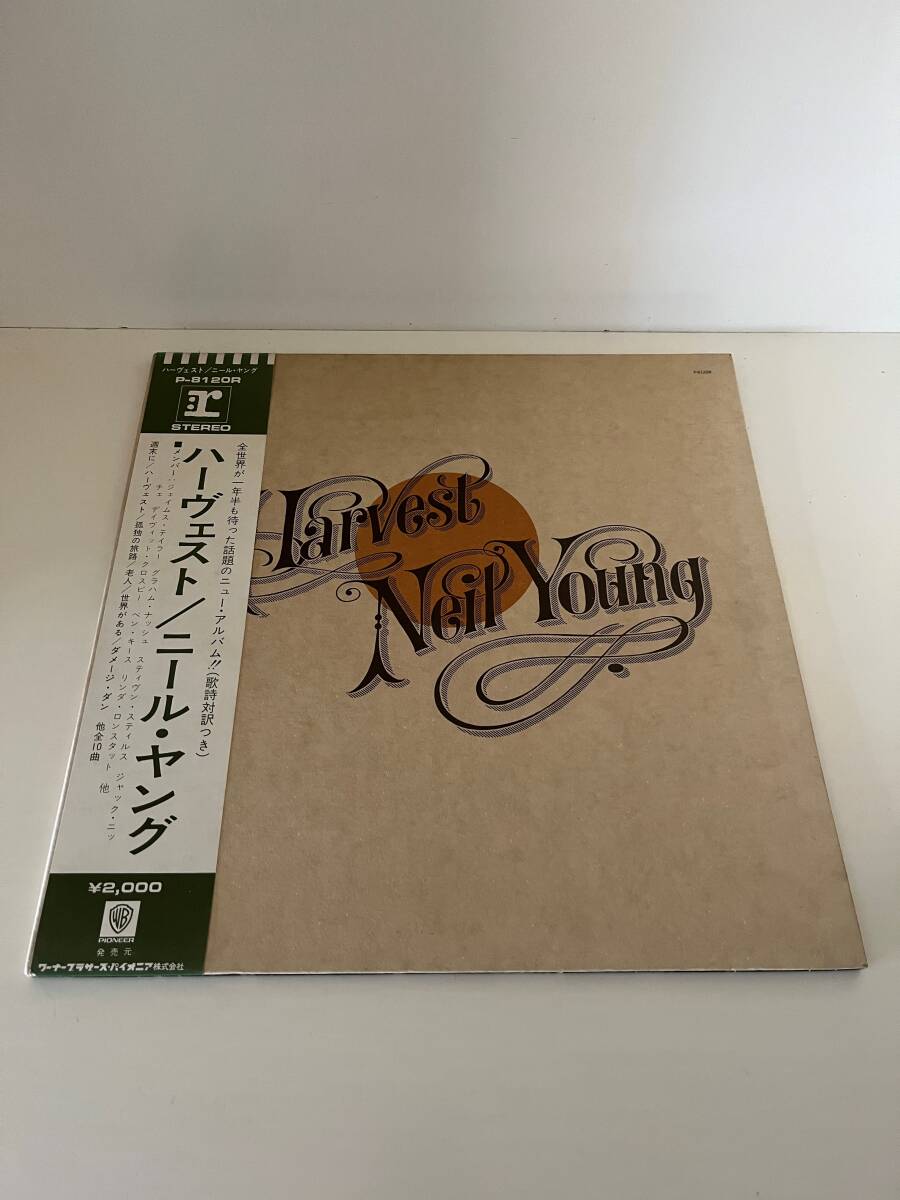 ハーヴェスト/ニール・ヤング
P-8120R
r
STEREO
全世界が一年半も待った話題のニュー・アルバム!!(歌詩対訳つき)
ハーヴェスト/ニール・ヤング
■メンバー:ジェイムス・テイラー グラハム・ナッシュ スティヴン・スティルス ジャック・ニッ
チェ デイヴィット・クロスビー ベン・キース リンダ・ロンスタット 他
週末に/ハーヴェスト/孤独の旅路/老人/世界がある/ダメージ・ダン 他全10曲
¥2,000
WB
PIONEER
発売元
ワーナーブラザーズ・パイオニア株式会社
P-8120R
Harvest
Neil Young